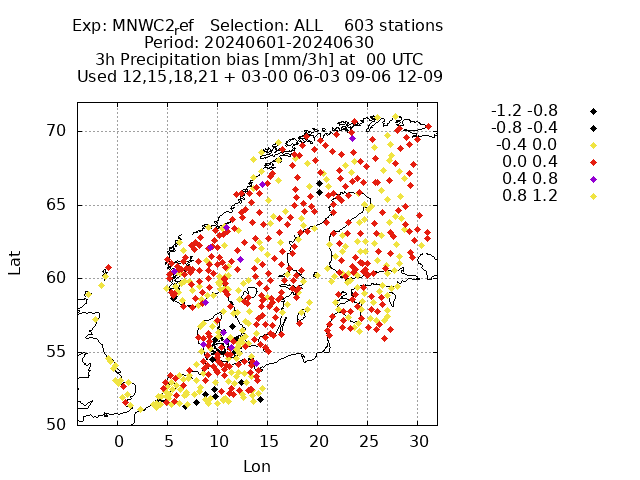 Exp: MNWC2ref Selection: ALL 603 stations
Period: 20240601-20240630
3h Precipitation bias [mm/3h] at 00 UTC
Used 12,15,18,21 + 03-00 06-03 09-06 12-09
-1.2 -0.8
-0.8 -0.4
-0.4 0.0
0.0 0.4
0.4 0.8
0.8 1.2
70
65
60
55
50
Lat
0 5 10 15 20 25 30
Lon